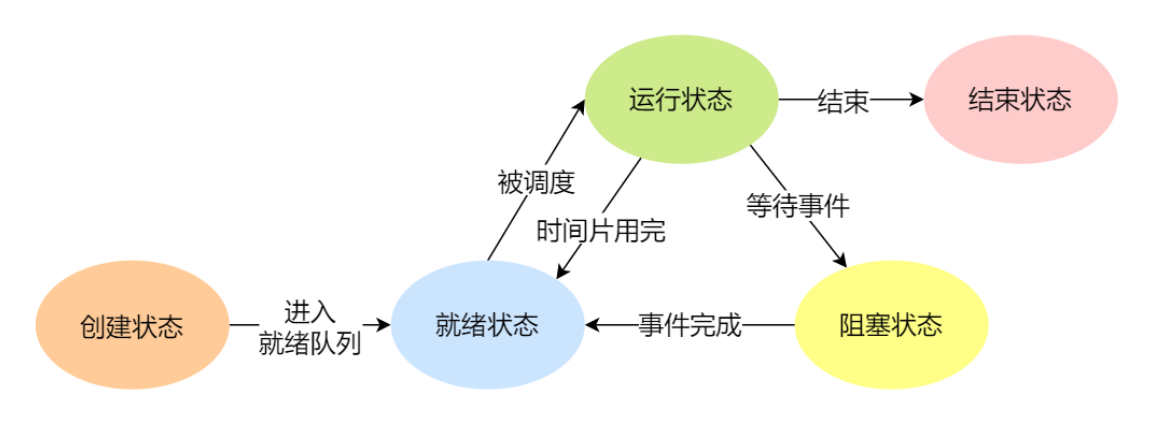 运行状态
结束
结束状态
被调度
时间片用完
等待事件
创建状态
进入
就绪队列
就绪状态
事件完成
阻塞状态